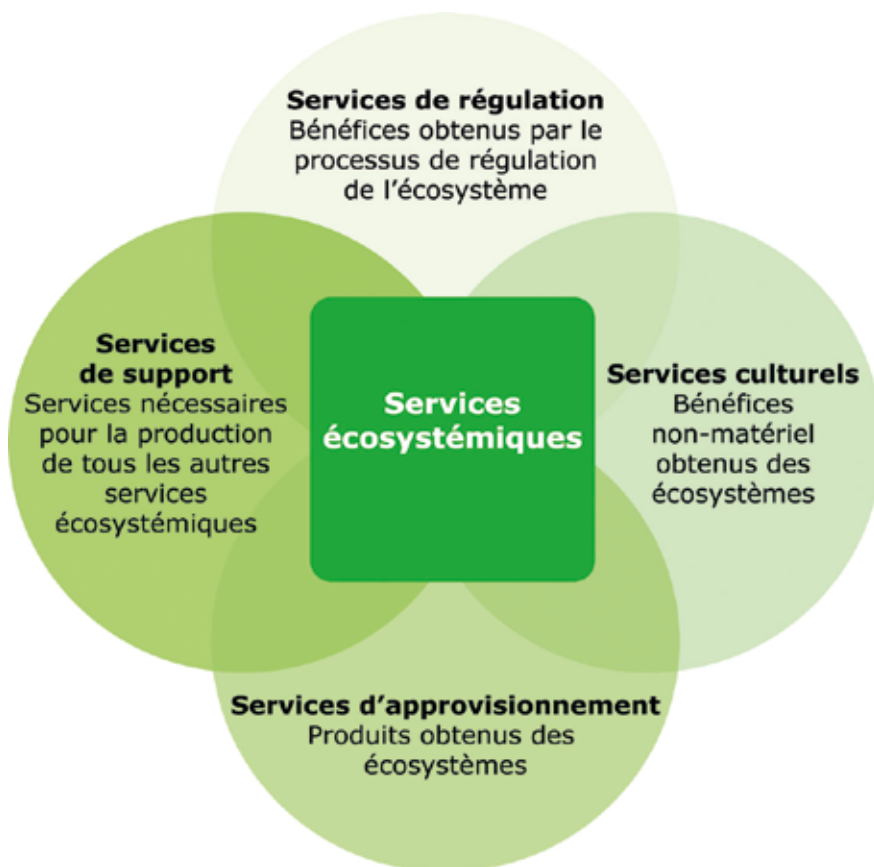 Services de régulation
Bénéfices obtenus par le
processus de régulation
de l'écosystème
Services
de support
Services nécessaires
pour la production
de tous les autres
services
écosystémiques
Services
écosystémiques
Services culturels
Bénéfices
non-matériel
obtenus des
écosystèmes
Services d'approvisionnement
Produits obtenus des
écosystèmes